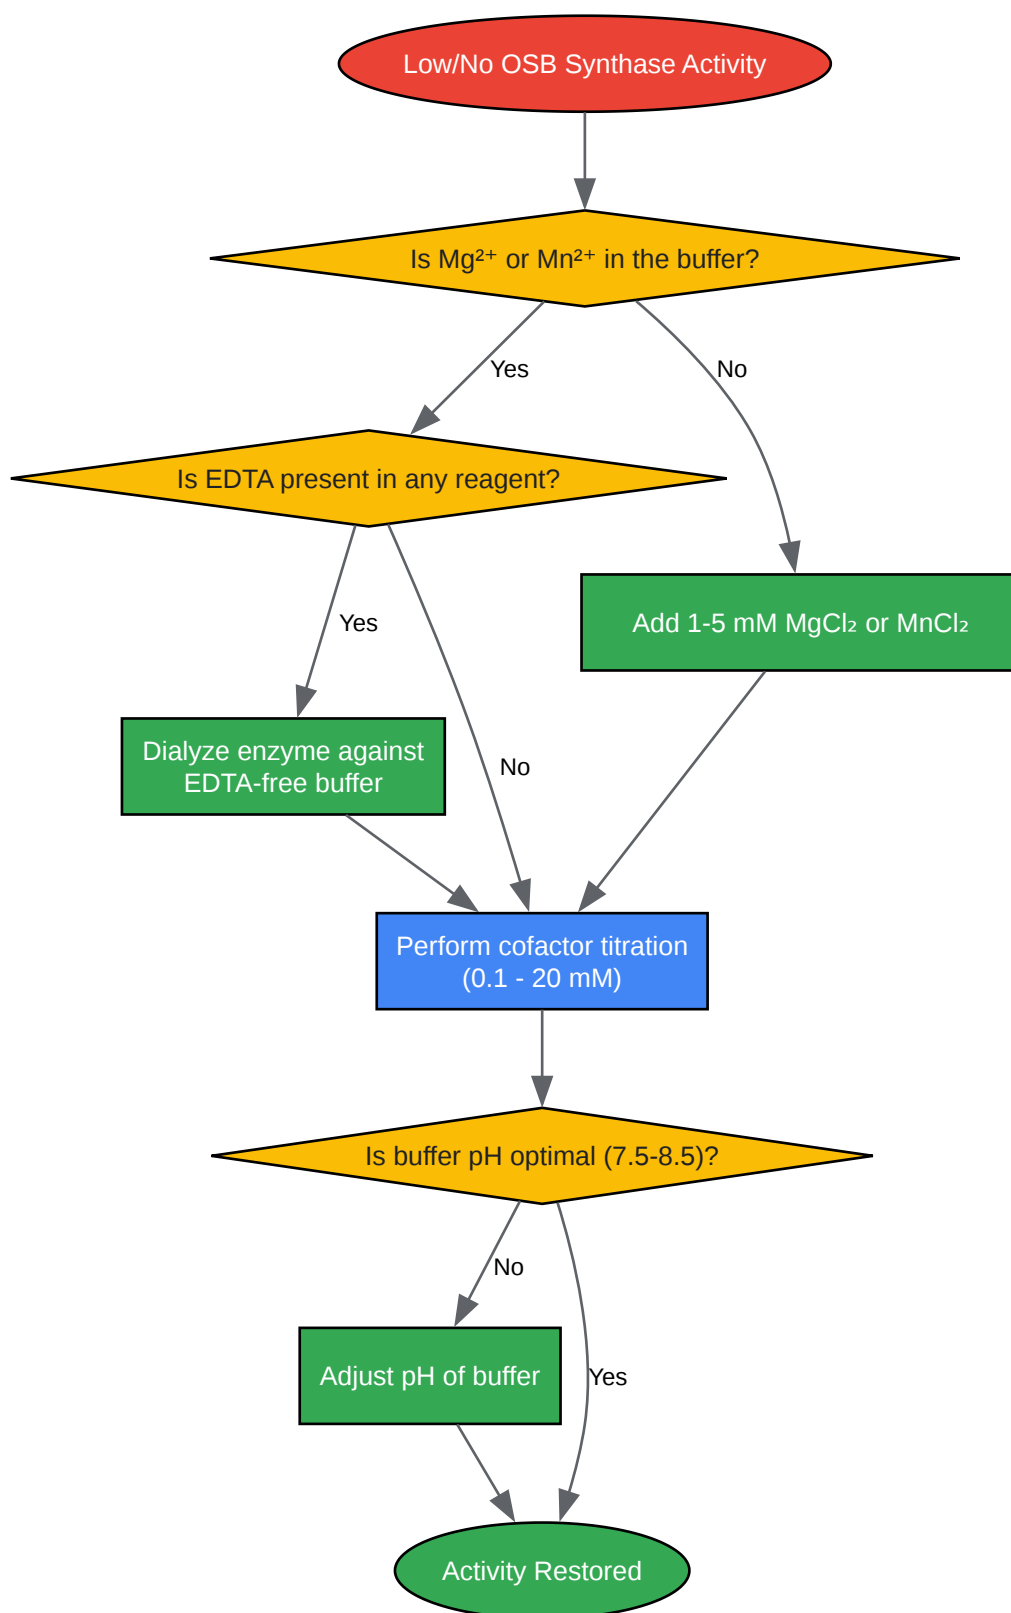 Low/No OSB Synthase Activity
Is Mg²⁺ or Mn²⁺ in the buffer?
Yes
No
Is EDTA present in any reagent?
Yes
Add 1-5 mM MgCl₂ or MnCl₂
Dialyze enzyme against
EDTA-free buffer
No
Perform cofactor titration
(0.1 - 20 mM)
Is buffer pH optimal (7.5-8.5)?
No
Adjust pH of buffer
Yes
Activity Restored